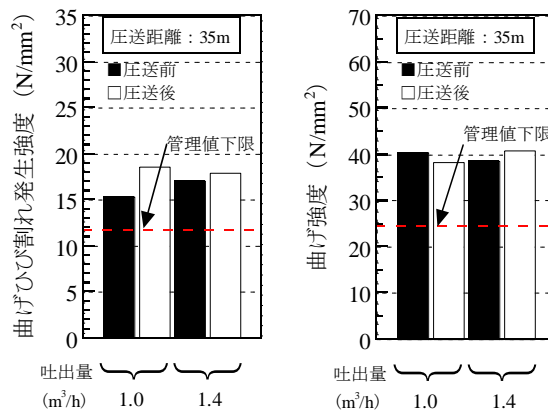 圧送距離：35m
■圧送前
□圧送後
管理値下限
曲げひび割れ発生強度（N/mm²）
35
30
25
20
15
10
5
0
吐出量
(m³/h)
1.0
1.4
圧送距離：35m
■圧送前
□圧送後
管理値下限
曲げ強度（N/mm²）
70
60
50
40
30
20
10
0
吐出量
(m³/h)
1.0
1.4